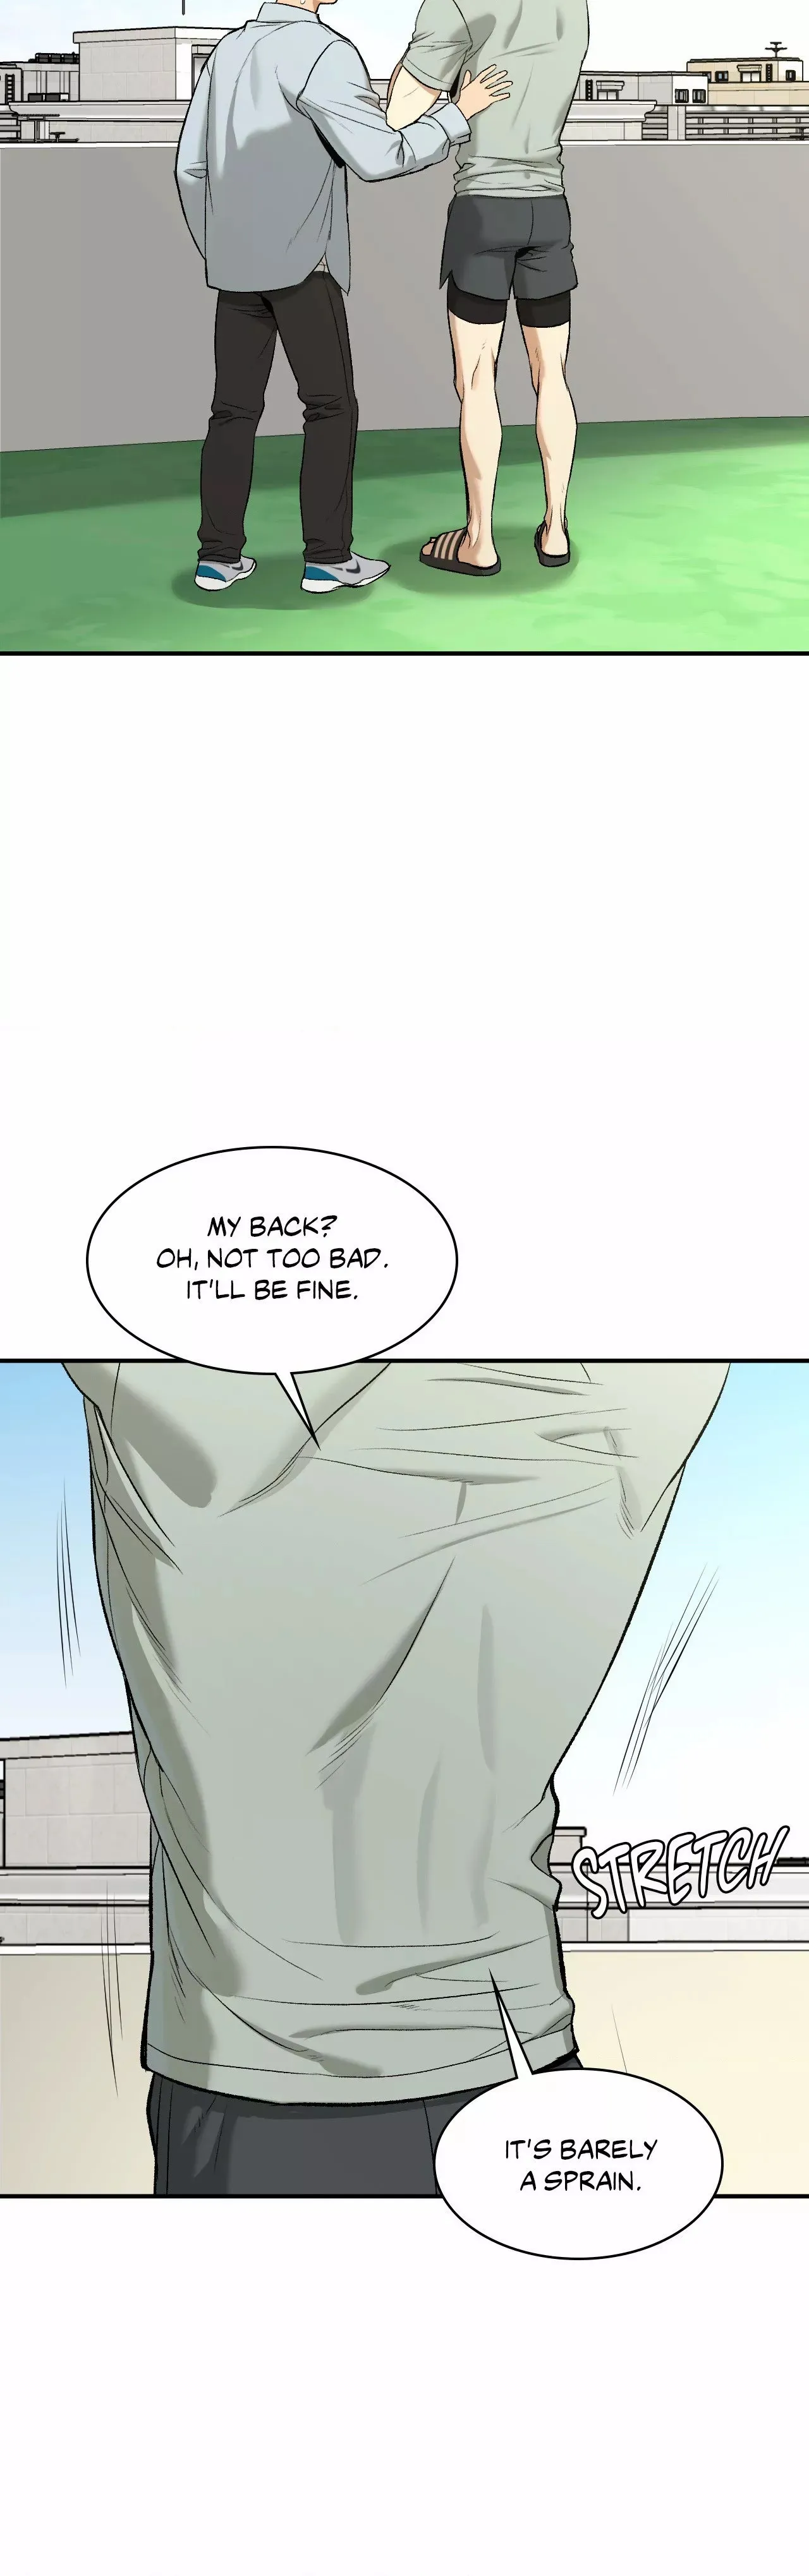 MY BACK?
OH, NOT TOO BAD.
IT'LL BE FINE.
STRETCH
IT'S BARELY
A SPRAIN.